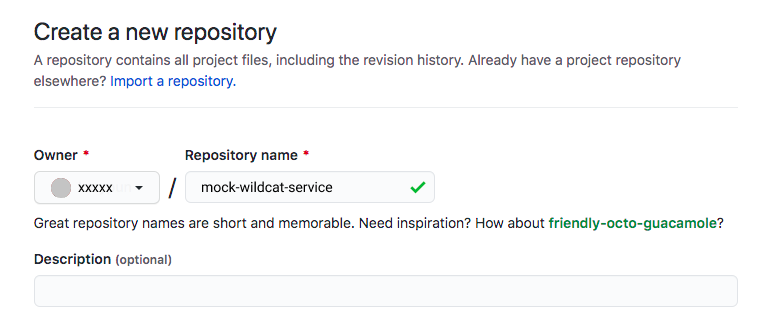 Create a new repository
A repository contains all project files, including the revision history. Already have a project repository
elsewhere? Import a repository.
Owner *
Repository name *
xxxxx
/
mock-wildcat-service
Great repository names are short and memorable. Need inspiration? How about friendly-octo-guacamole?
Description (optional)